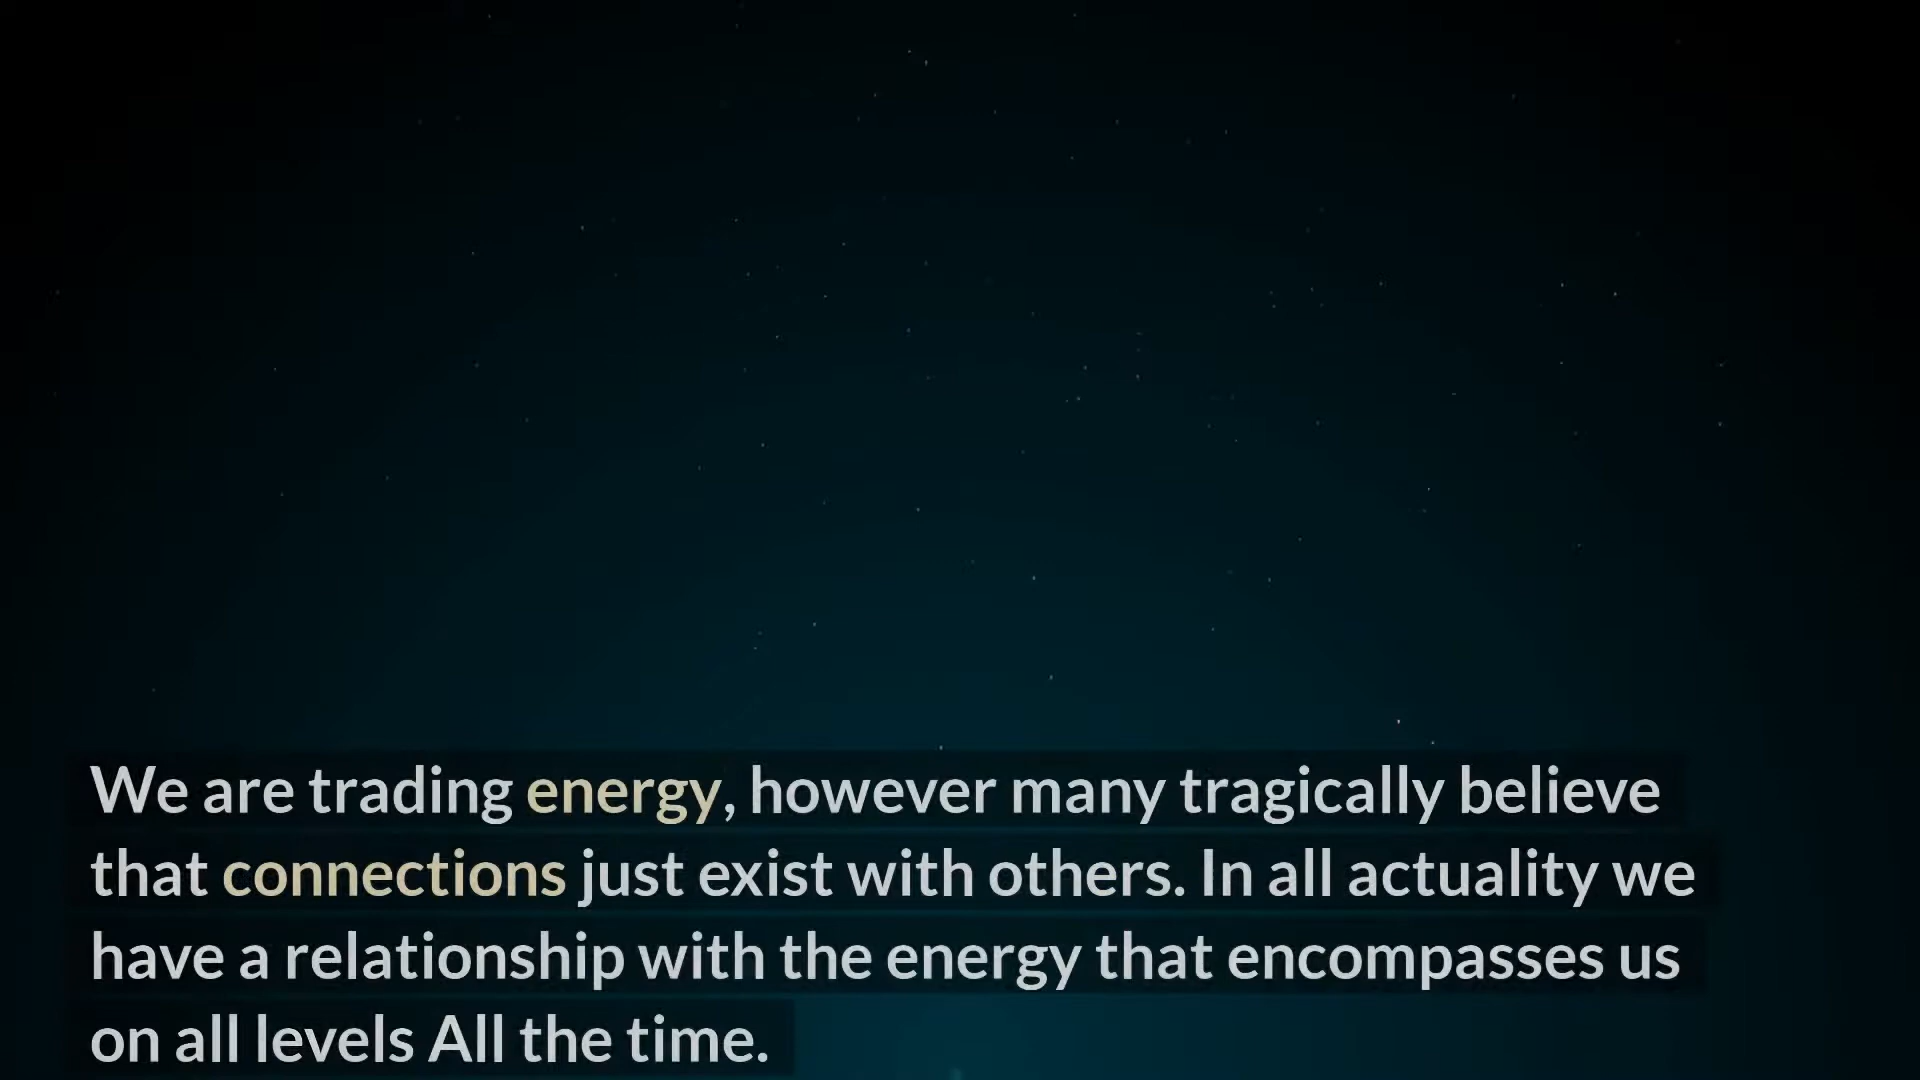 We are trading energy, however many tragically believe
that connections just exist with others. In all actuality we
have a relationship with the energy that encompasses us
on all levels All the time.